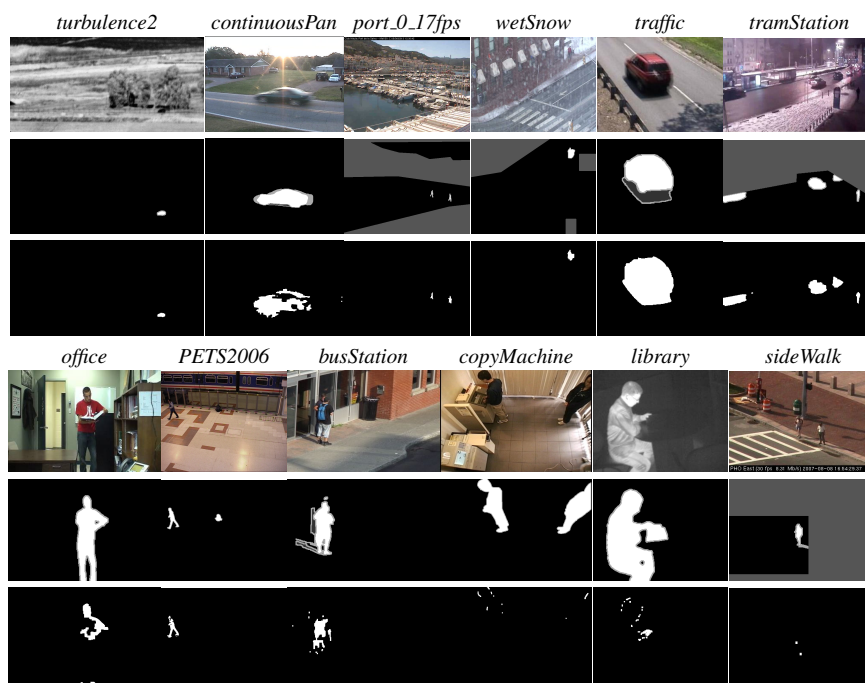 turbulence2 continuousPan port_0_17fps wetSnow traffic tramStation
office PETS2006 busStation copyMachine library sideWalk